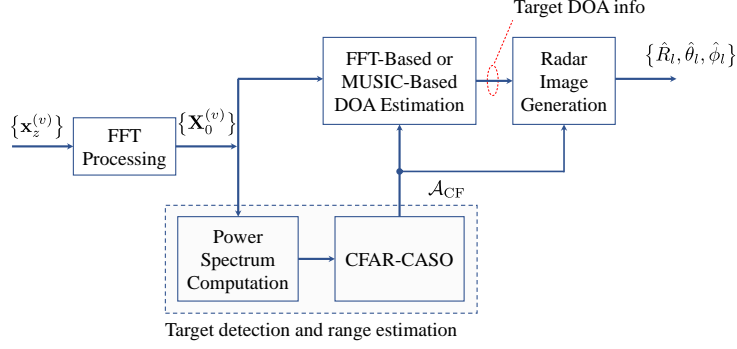 Target DOA info
FFT-Based or
MUSIC-Based
DOA Estimation
Radar
Image
Generation
{R̂_l, θ̂_l, φ̂_l}
{x_z^(v)}
FFT
Processing
{X_0^(v)}
A_CF
Power
Spectrum
Computation
CFAR-CASO
Target detection and range estimation